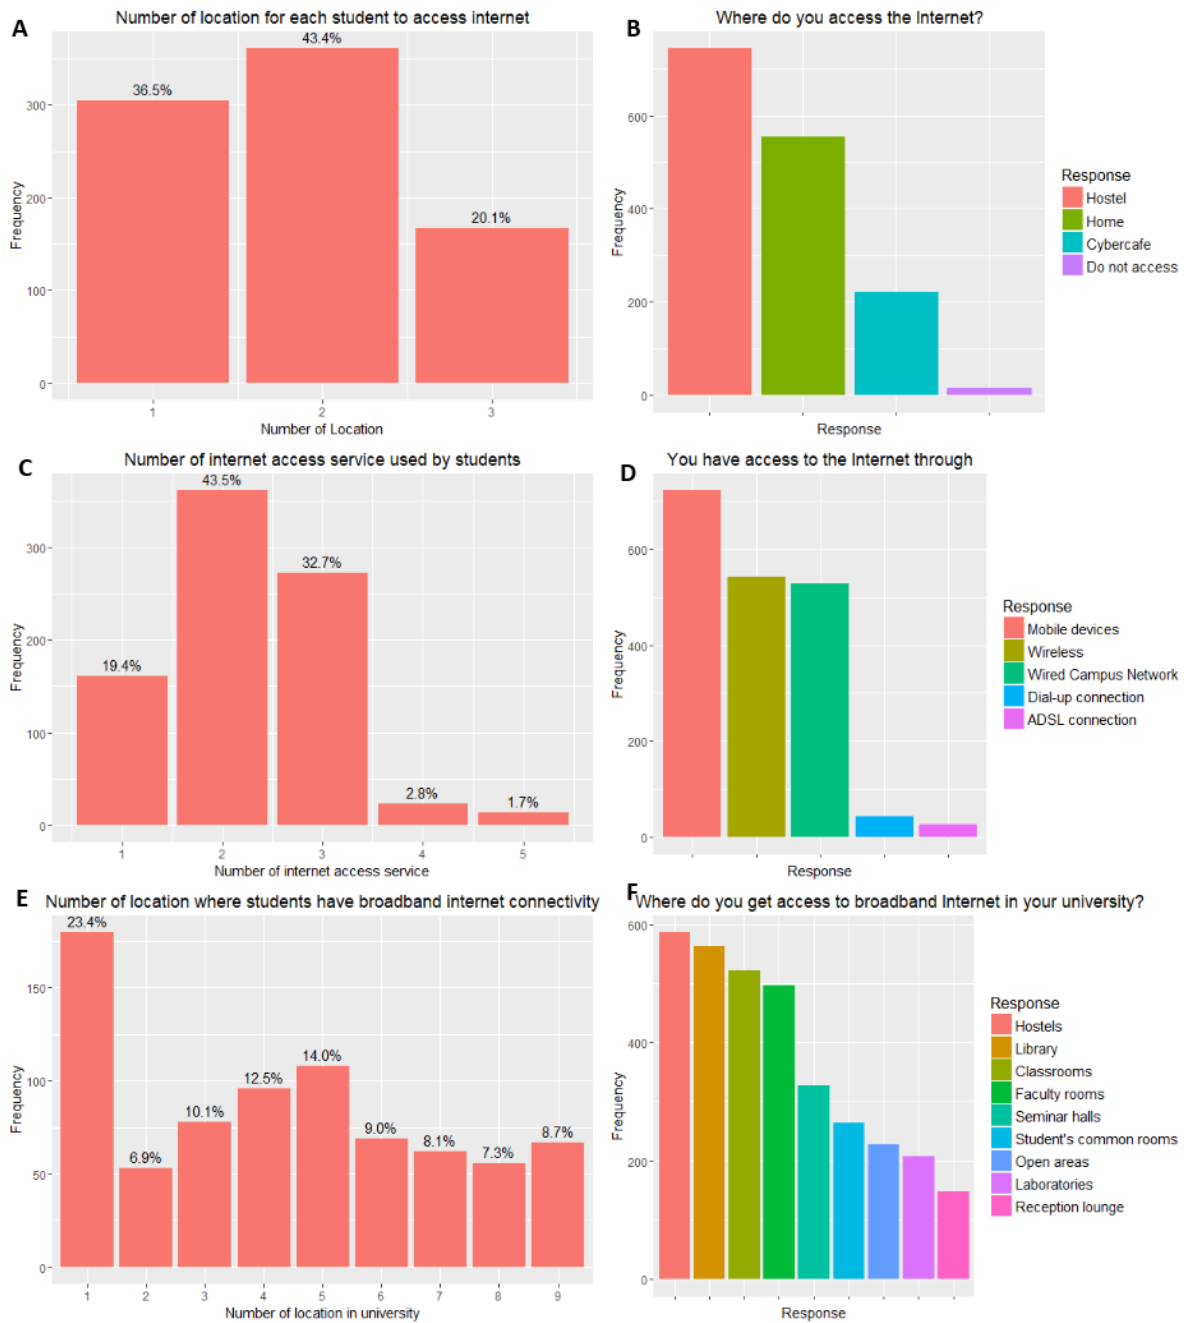 A
Number of location for each student to access internet
43.4%
36.5%
20.1%
300
200
100
0
Frequency
1 2 3
Number of Location
B
Where do you access the Internet?
600
400
200
0
Frequency
Response
Response
Hostel
Home
Cybercafe
Do not access
C
Number of internet access service used by students
43.5%
32.7%
19.4%
2.8%
1.7%
300
200
100
0
Frequency
1 2 3 4 5
Number of internet access service
D
You have access to the Internet through
600
400
200
0
Frequency
Response
Response
Mobile devices
Wireless
Wired Campus Network
Dial-up connection
ADSL connection
E
Number of location where students have broadband internet connectivity
23.4%
6.9%
10.1%
12.5%
14.0%
9.0%
8.1%
7.3%
8.7%
150
100
50
0
Frequency
1 2 3 4 5 6 7 8 9
Number of location in university
F
Where do you get access to broadband Internet in your university?
600
400
200
0
Frequency
Response
Response
Hostels
Library
Classrooms
Faculty rooms
Seminar halls
Student's common rooms
Open areas
Laboratories
Reception lounge